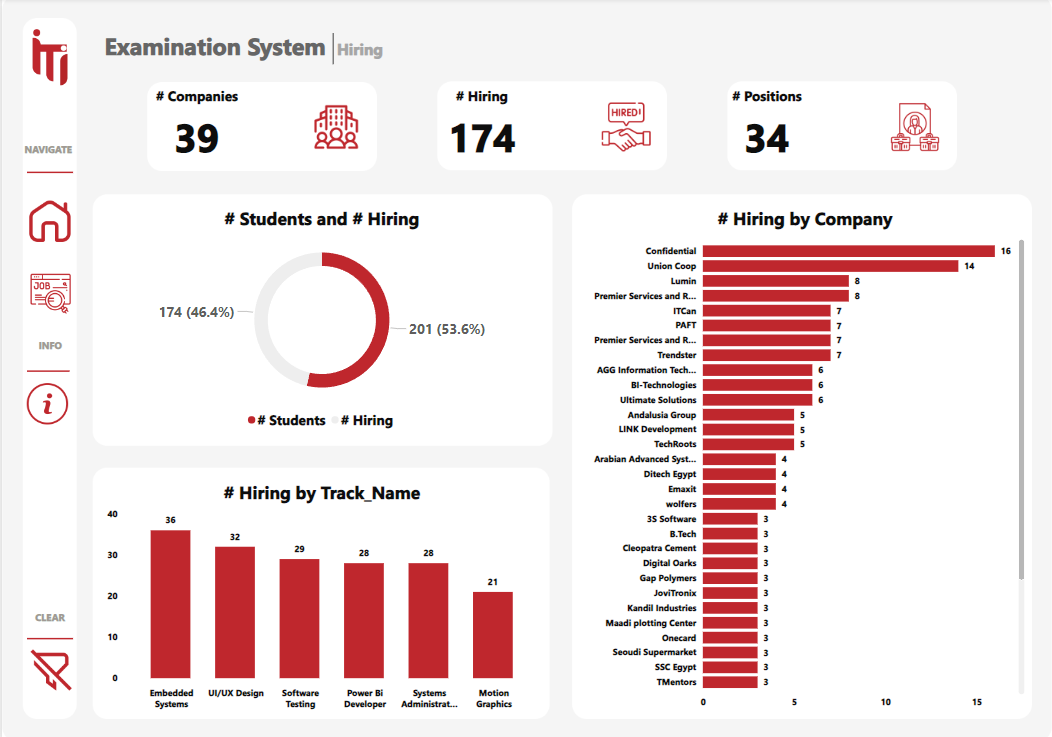 iTi
Examination System | Hiring
NAVIGATE
JOB
INFO
i
CLEAR
# Companies
39
# Hiring
174
HIRED!
# Positions
34
# Students and # Hiring
174 (46.4%)
201 (53.6%)
# Students # Hiring
# Hiring by Track_Name
40
30
20
10
0
36
32
29
28
28
21
Embedded Systems
UI/UX Design
Software Testing
Power Bi Developer
Systems Administrat...
Motion Graphics
# Hiring by Company
Confidential 16
Union Coop 14
Lumin 8
Premier Services and R... 8
ITCan 7
PAFT 7
Premier Services and R... 7
Trendster 7
AGG Information Tech... 6
BI-Technologies 6
Ultimate Solutions 6
Andalusia Group 5
LINK Development 5
TechRoots 5
Arabian Advanced Syst... 4
Ditech Egypt 4
Emaxit 4
wolfers 4
3S Software 3
B.Tech 3
Cleopatra Cement 3
Digital Oarks 3
Gap Polymers 3
JoviTronix 3
Kandil Industries 3
Maadi plotting Center 3
Onecard 3
Seoudi Supermarket 3
SSC Egypt 3
TMentors 3
0 5 10 15